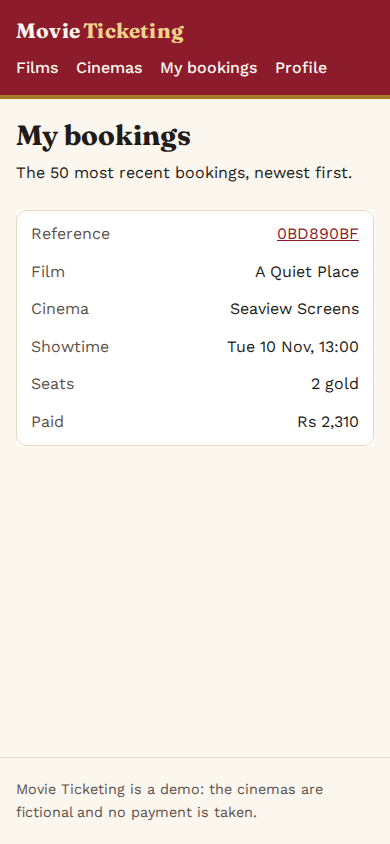 Movie Ticketing
Films Cinemas My bookings Profile
My bookings
The 50 most recent bookings, newest first.
Reference 0BD890BF
Film A Quiet Place
Cinema Seaview Screens
Showtime Tue 10 Nov, 13:00
Seats 2 gold
Paid Rs 2,310
Movie Ticketing is a demo: the cinemas are
fictional and no payment is taken.